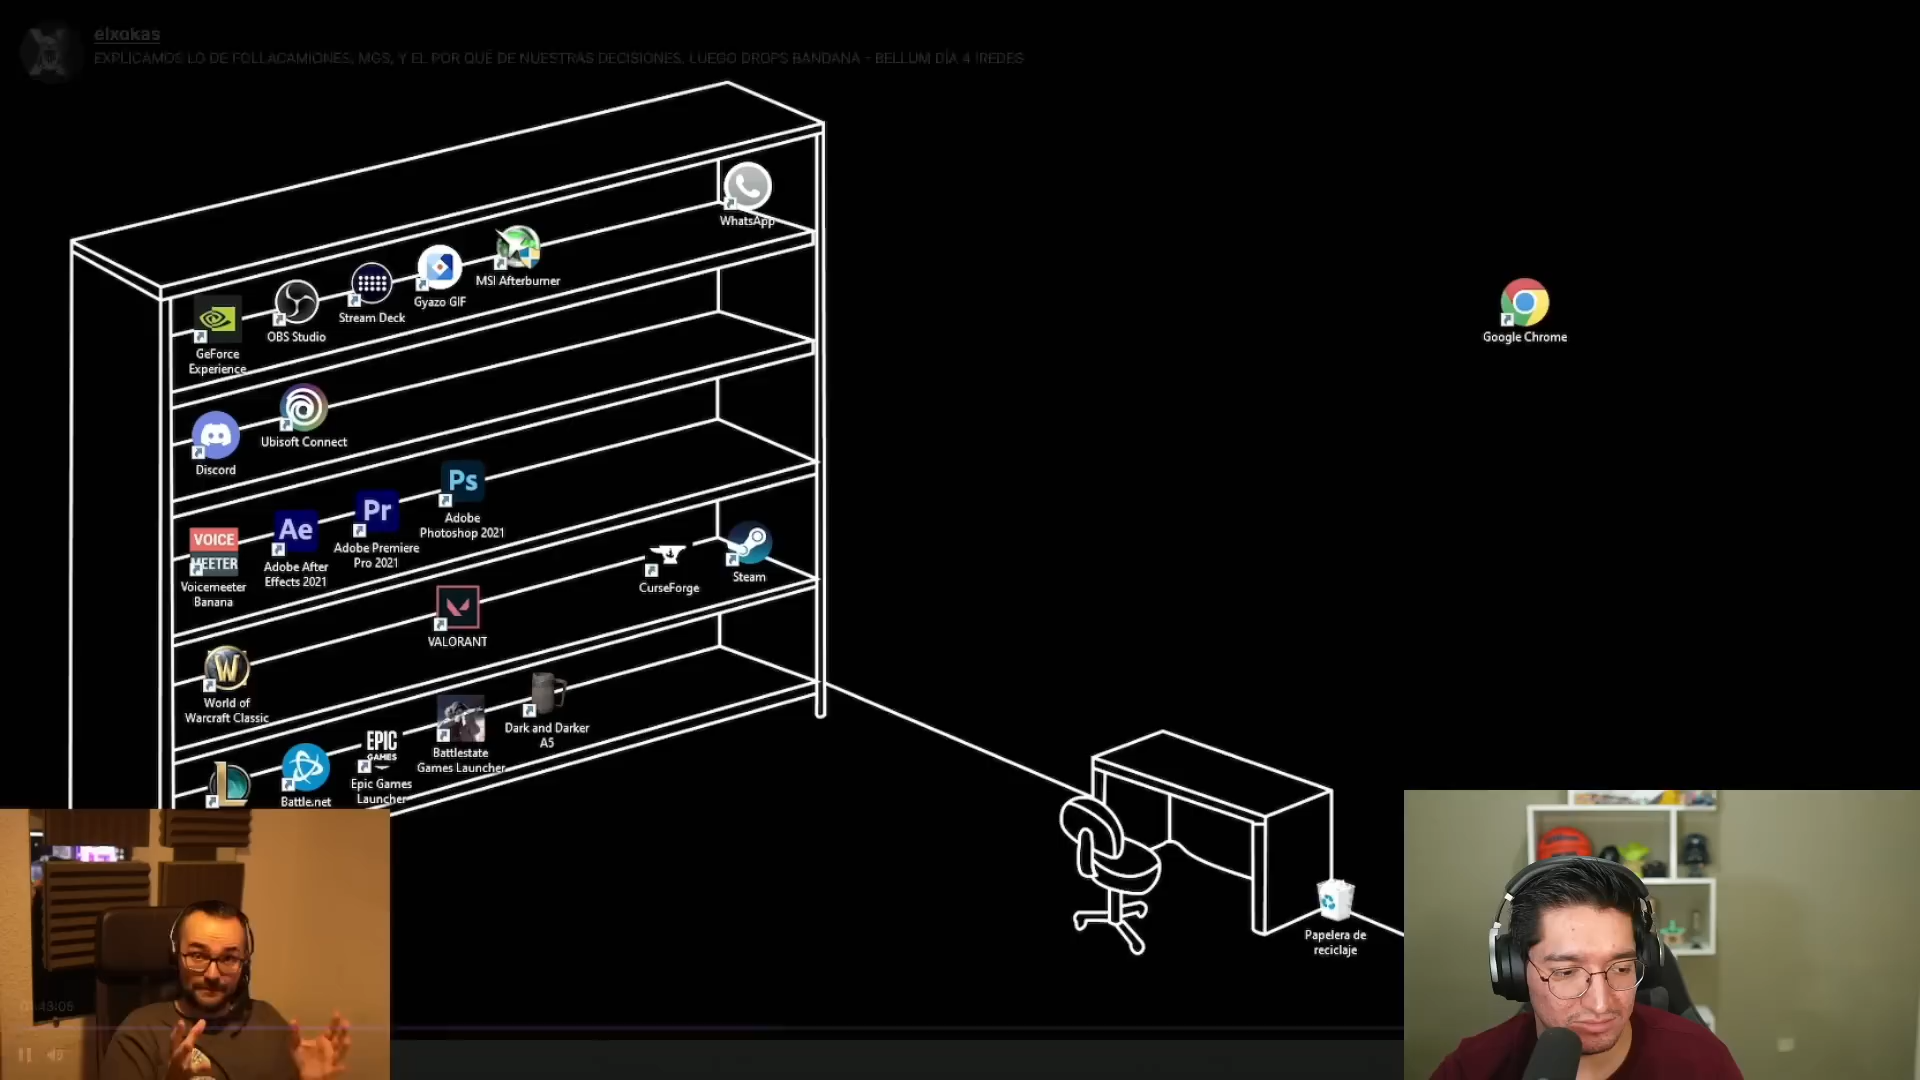 elxokas
EXPLICAMOS LO DE FOLLACAMIONES, MGS, Y EL POR QUÉ DE NUESTRAS DECISIONES, LUEGO DROPS BANDANA - BELLUM DÍA 4 !REDES
WhatsApp
MSI Afterburner
Gyazo GIF
Stream Deck
OBS Studio
GeForce
Experience
Google Chrome
Ubisoft Connect
Discord
Ps
Adobe
Photoshop 2021
Pr
Adobe Premiere
Pro 2021
Ae
Adobe After
Effects 2021
VOICE
MEETER
Voicemeeter
Banana
Steam
CurseForge
VALORANT
W
World of
Warcraft Classic
Dark and Darker
A5
Battlestate
Games Launcher
EPIC
GAMES
Epic Games
Launcher
Battle.net
Papelera de
reciclaje